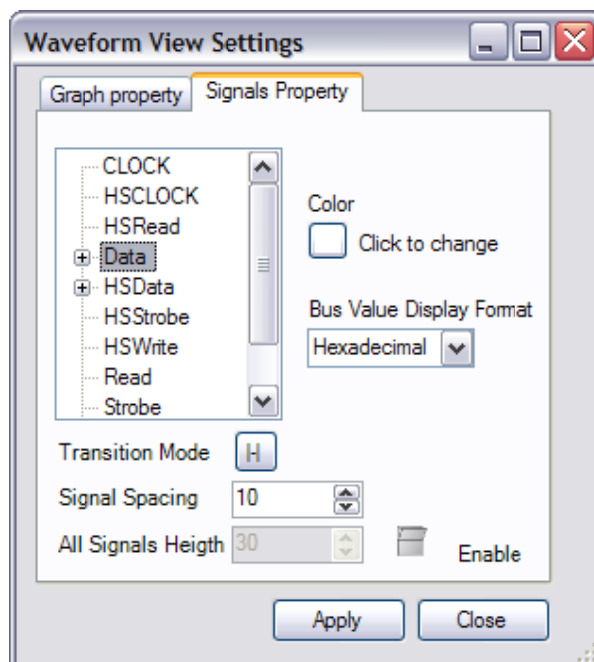 Waveform View Settings
Graph property
Signals Property
CLOCK
HSCLOCK
HSRead
Data
HSData
HSStrobe
HSWrite
Read
Strobe
Color
Click to change
Bus Value Display Format
Hexadecimal
Transition Mode
H
Signal Spacing
10
All Signals Heigth
30
Enable
Apply
Close